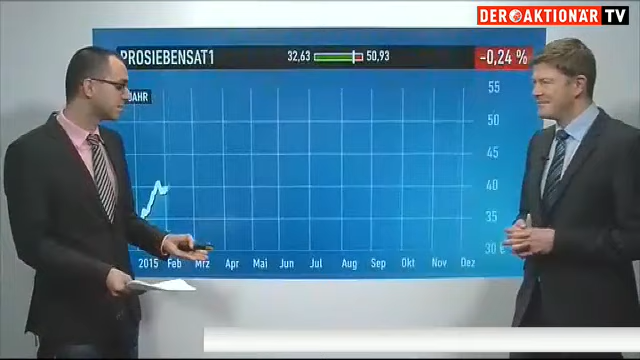 DER AKTIONÄR TV
PROSIEBENSAT1 32,63 50,93 -0,24 %
JAHR
55
50
45
40
35
30 €
2015 Feb Mrz Apr Mai Jun Jul Aug Sep Okt Nov Dez